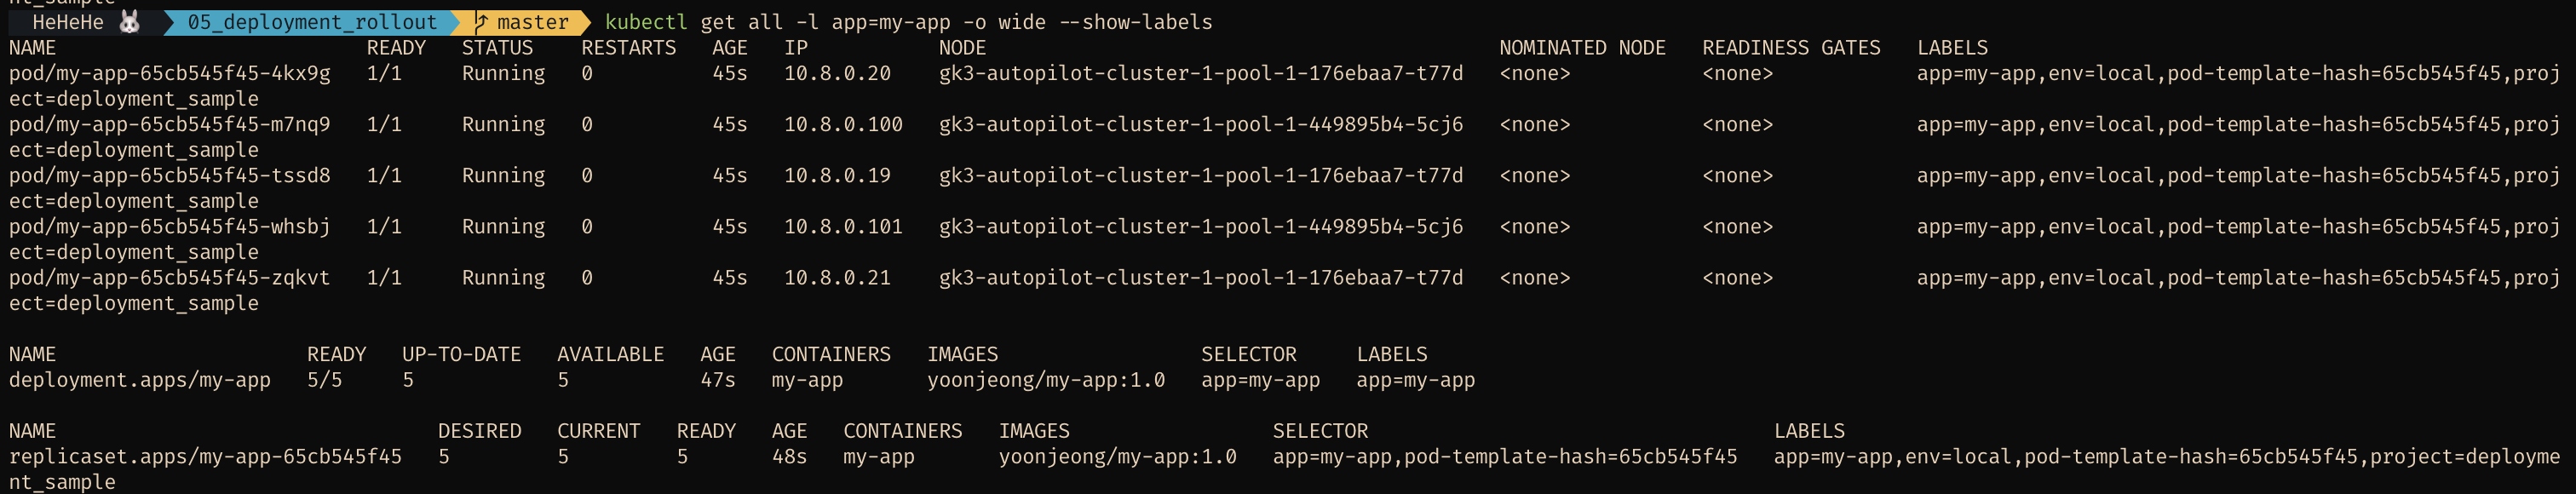 nt_sample
HeHeHe 🐰 05_deployment_rollout master kubectl get all -l app=my-app -o wide --show-labels
NAME READY STATUS RESTARTS AGE IP NODE NOMINATED NODE READINESS GATES LABELS
pod/my-app-65cb545f45-4kx9g 1/1 Running 0 45s 10.8.0.20 gk3-autopilot-cluster-1-pool-1-176ebaa7-t77d <none> <none> app=my-app,env=local,pod-template-hash=65cb545f45,proj
ect=deployment_sample
pod/my-app-65cb545f45-m7nq9 1/1 Running 0 45s 10.8.0.100 gk3-autopilot-cluster-1-pool-1-449895b4-5cj6 <none> <none> app=my-app,env=local,pod-template-hash=65cb545f45,proj
ect=deployment_sample
pod/my-app-65cb545f45-tssd8 1/1 Running 0 45s 10.8.0.19 gk3-autopilot-cluster-1-pool-1-176ebaa7-t77d <none> <none> app=my-app,env=local,pod-template-hash=65cb545f45,proj
ect=deployment_sample
pod/my-app-65cb545f45-whsbj 1/1 Running 0 45s 10.8.0.101 gk3-autopilot-cluster-1-pool-1-449895b4-5cj6 <none> <none> app=my-app,env=local,pod-template-hash=65cb545f45,proj
ect=deployment_sample
pod/my-app-65cb545f45-zqkvt 1/1 Running 0 45s 10.8.0.21 gk3-autopilot-cluster-1-pool-1-176ebaa7-t77d <none> <none> app=my-app,env=local,pod-template-hash=65cb545f45,proj
ect=deployment_sample
NAME READY UP-TO-DATE AVAILABLE AGE CONTAINERS IMAGES SELECTOR LABELS
deployment.apps/my-app 5/5 5 5 47s my-app yoonjeong/my-app:1.0 app=my-app app=my-app
NAME DESIRED CURRENT READY AGE CONTAINERS IMAGES SELECTOR LABELS
replicaset.apps/my-app-65cb545f45 5 5 5 48s my-app yoonjeong/my-app:1.0 app=my-app,pod-template-hash=65cb545f45 app=my-app,env=local,pod-template-hash=65cb545f45,project=deployme
nt_sample